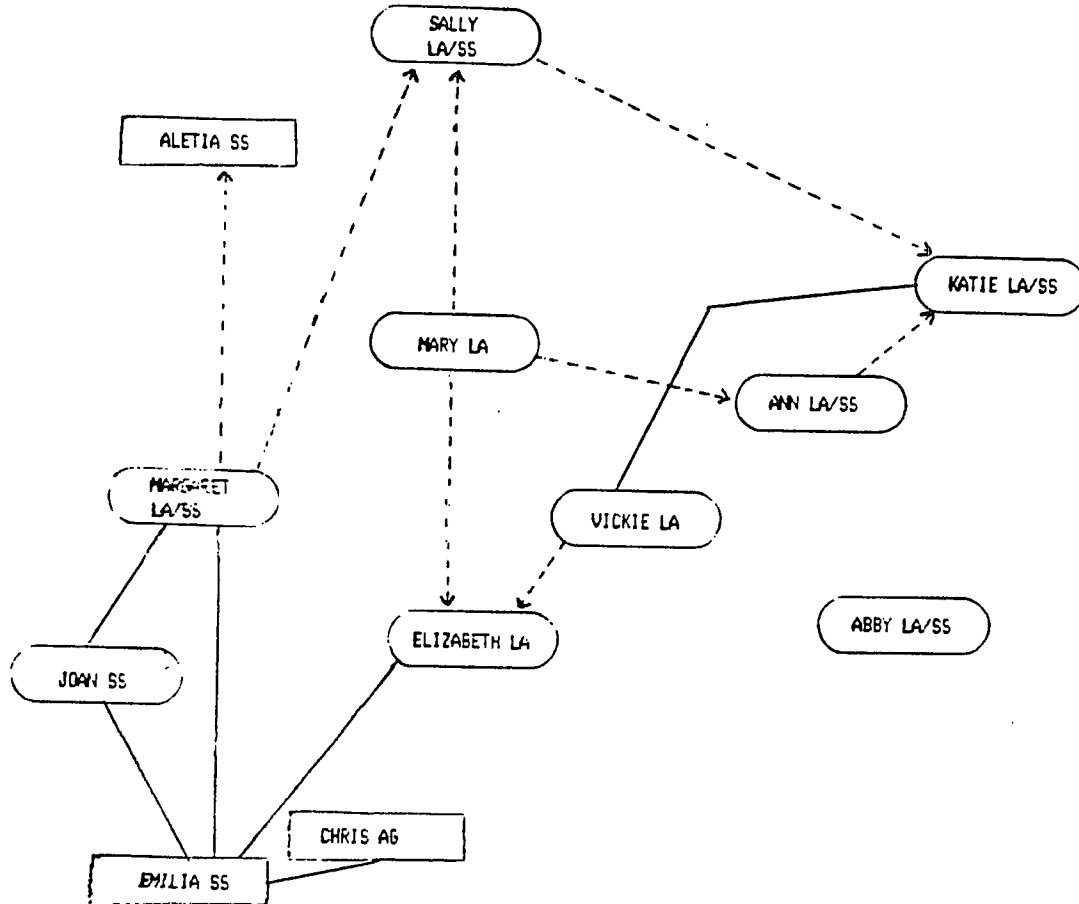 SALLY
LA/SS
ALETIA SS
KATIE LA/SS
MARY LA
ANN LA/SS
MARGARET
LA/SS
VICKIE LA
ABBY LA/SS
ELIZABETH LA
JOAN SS
CHRIS AG
EMILIA SS